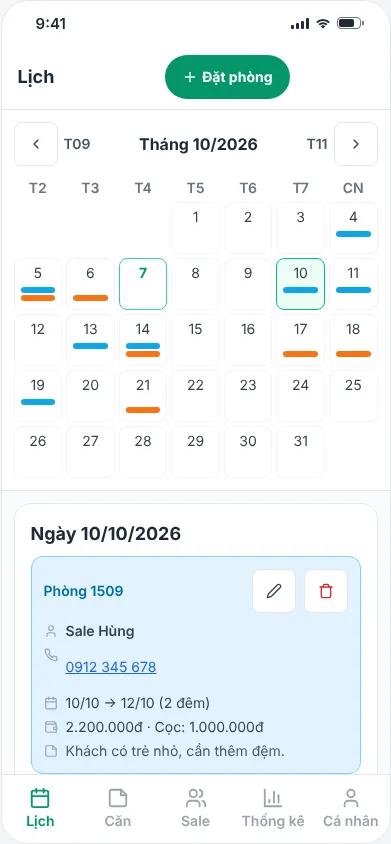 9:41
Lịch
+ Đặt phòng
T09 Tháng 10/2026 T11
T2 T3 T4 T5 T6 T7 CN
1 2 3 4
5 6 7 8 9 10 11
12 13 14 15 16 17 18
19 20 21 22 23 24 25
26 27 28 29 30 31
Ngày 10/10/2026
Phòng 1509
Sale Hùng
0912 345 678
10/10 → 12/10 (2 đêm)
2.200.000đ · Cọc: 1.000.000đ
Khách có trẻ nhỏ, cần thêm đệm.
Lịch Căn Sale Thống kê Cá nhân